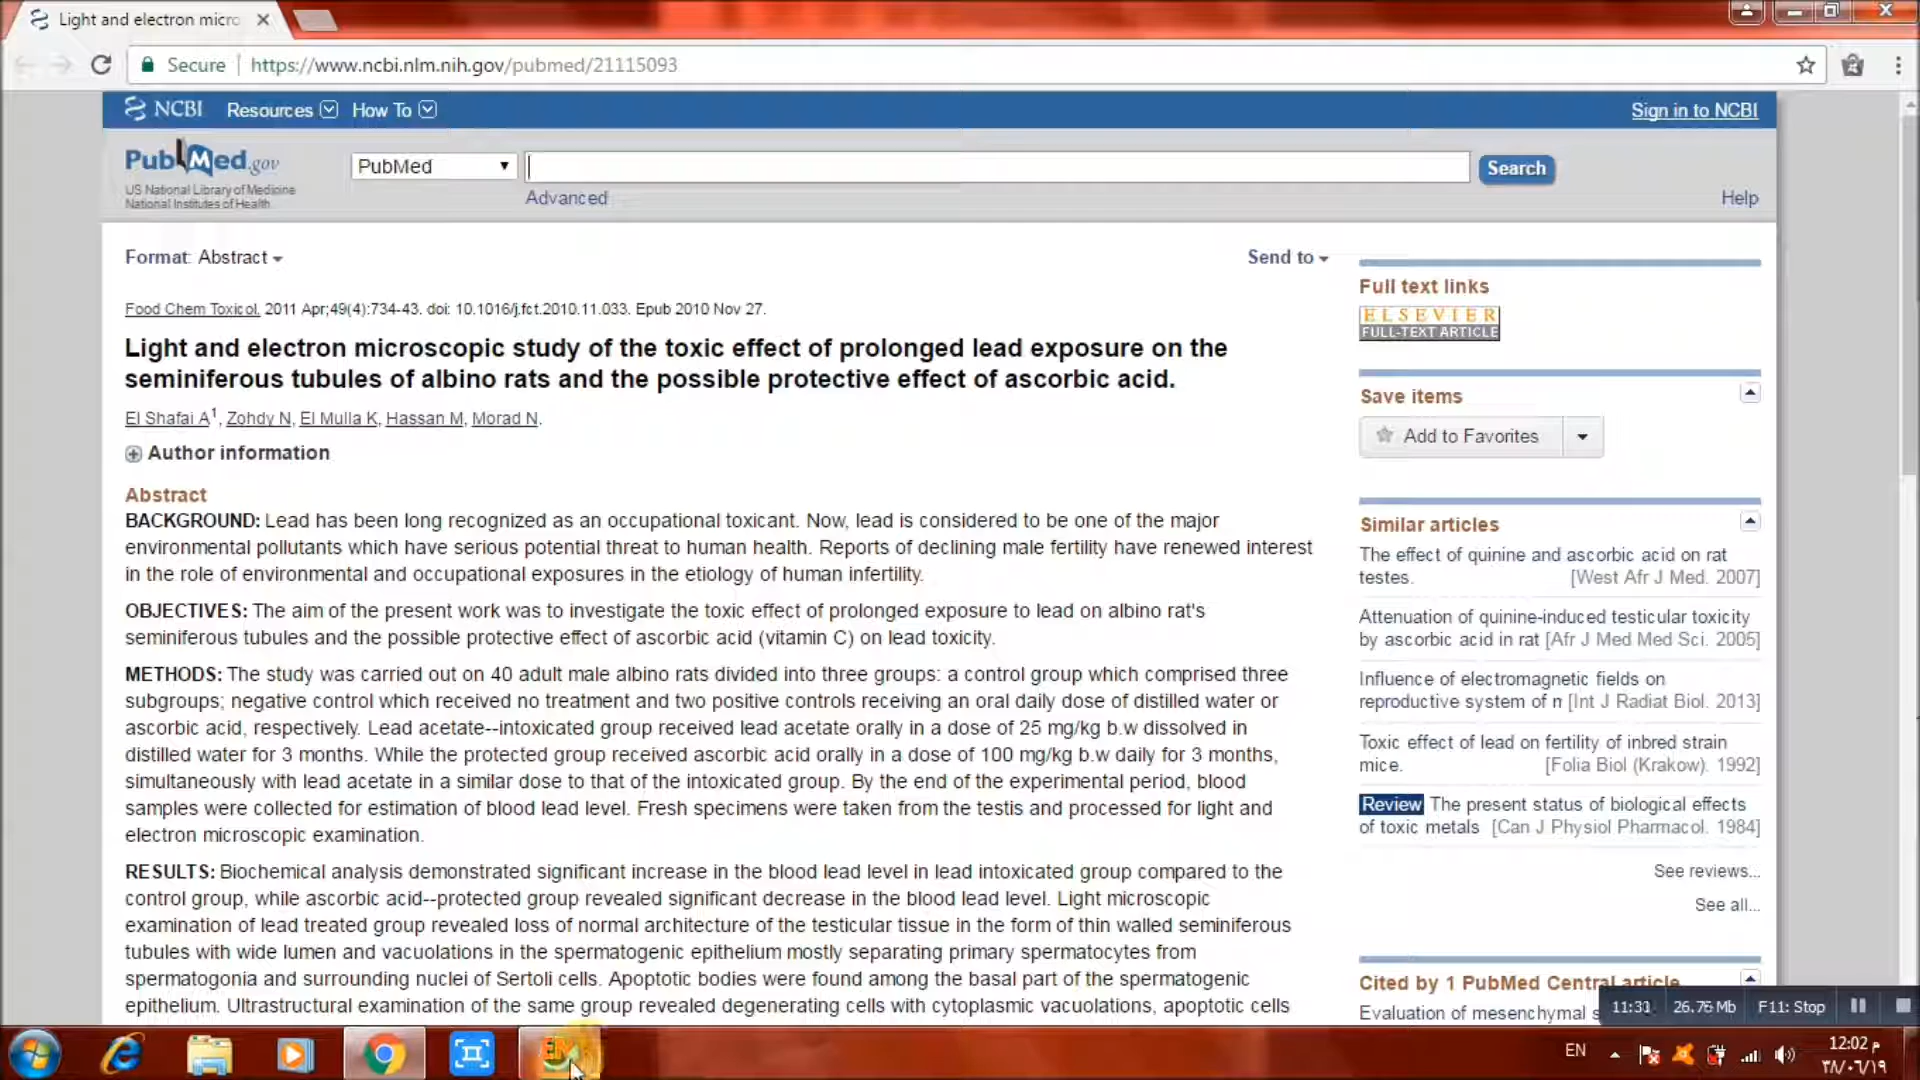 Light and electron micro
Secure
https://www.ncbi.nlm.nih.gov/pubmed/21115093
NCBI Resources How To Sign in to NCBI
PubMed.gov
US National Library of Medicine
National Institutes of Health
PubMed
Search
Advanced
Help
Format: Abstract
Send to
Food Chem Toxicol. 2011 Apr;49(4):734-43. doi: 10.1016/j.fct.2010.11.033. Epub 2010 Nov 27.
Light and electron microscopic study of the toxic effect of prolonged lead exposure on the
seminiferous tubules of albino rats and the possible protective effect of ascorbic acid.
El Shafai A1, Zohdy N, El Mulla K, Hassan M, Morad N.
Author information
Abstract
BACKGROUND: Lead has been long recognized as an occupational toxicant. Now, lead is considered to be one of the major
environmental pollutants which have serious potential threat to human health. Reports of declining male fertility have renewed interest
in the role of environmental and occupational exposures in the etiology of human infertility.
OBJECTIVES: The aim of the present work was to investigate the toxic effect of prolonged exposure to lead on albino rat's
seminiferous tubules and the possible protective effect of ascorbic acid (vitamin C) on lead toxicity.
METHODS: The study was carried out on 40 adult male albino rats divided into three groups: a control group which comprised three
subgroups; negative control which received no treatment and two positive controls receiving an oral daily dose of distilled water or
ascorbic acid, respectively. Lead acetate--intoxicated group received lead acetate orally in a dose of 25 mg/kg b.w dissolved in
distilled water for 3 months. While the protected group received ascorbic acid orally in a dose of 100 mg/kg b.w daily for 3 months,
simultaneously with lead acetate in a similar dose to that of the intoxicated group. By the end of the experimental period, blood
samples were collected for estimation of blood lead level. Fresh specimens were taken from the testis and processed for light and
electron microscopic examination.
RESULTS: Biochemical analysis demonstrated significant increase in the blood lead level in lead intoxicated group compared to the
control group, while ascorbic acid--protected group revealed significant decrease in the blood lead level. Light microscopic
examination of lead treated group revealed loss of normal architecture of the testicular tissue in the form of thin walled seminiferous
tubules with wide lumen and vacuolations in the spermatogenic epithelium mostly separating primary spermatocytes from
spermatogonia and surrounding nuclei of Sertoli cells. Apoptotic bodies were found among the basal part of the spermatogenic
epithelium. Ultrastructural examination of the same group revealed degenerating cells with cytoplasmic vacuolations, apoptotic cells
Full text links
ELSEVIER
FULL-TEXT ARTICLE
Save items
Add to Favorites
Similar articles
The effect of quinine and ascorbic acid on rat
testes. [West Afr J Med. 2007]
Attenuation of quinine-induced testicular toxicity
by ascorbic acid in rat [Afr J Med Med Sci. 2005]
Influence of electromagnetic fields on
reproductive system of n [Int J Radiat Biol. 2013]
Toxic effect of lead on fertility of inbred strain
mice. [Folia Biol (Krakow). 1992]
Review The present status of biological effects
of toxic metals [Can J Physiol Pharmacol. 1984]
See reviews...
See all...
Cited by 1 PubMed Central article
Evaluation of mesenchymal s
11:31 26.76 Mb F11: Stop
EN
12:02 م
٣٨/٠٦/١٩